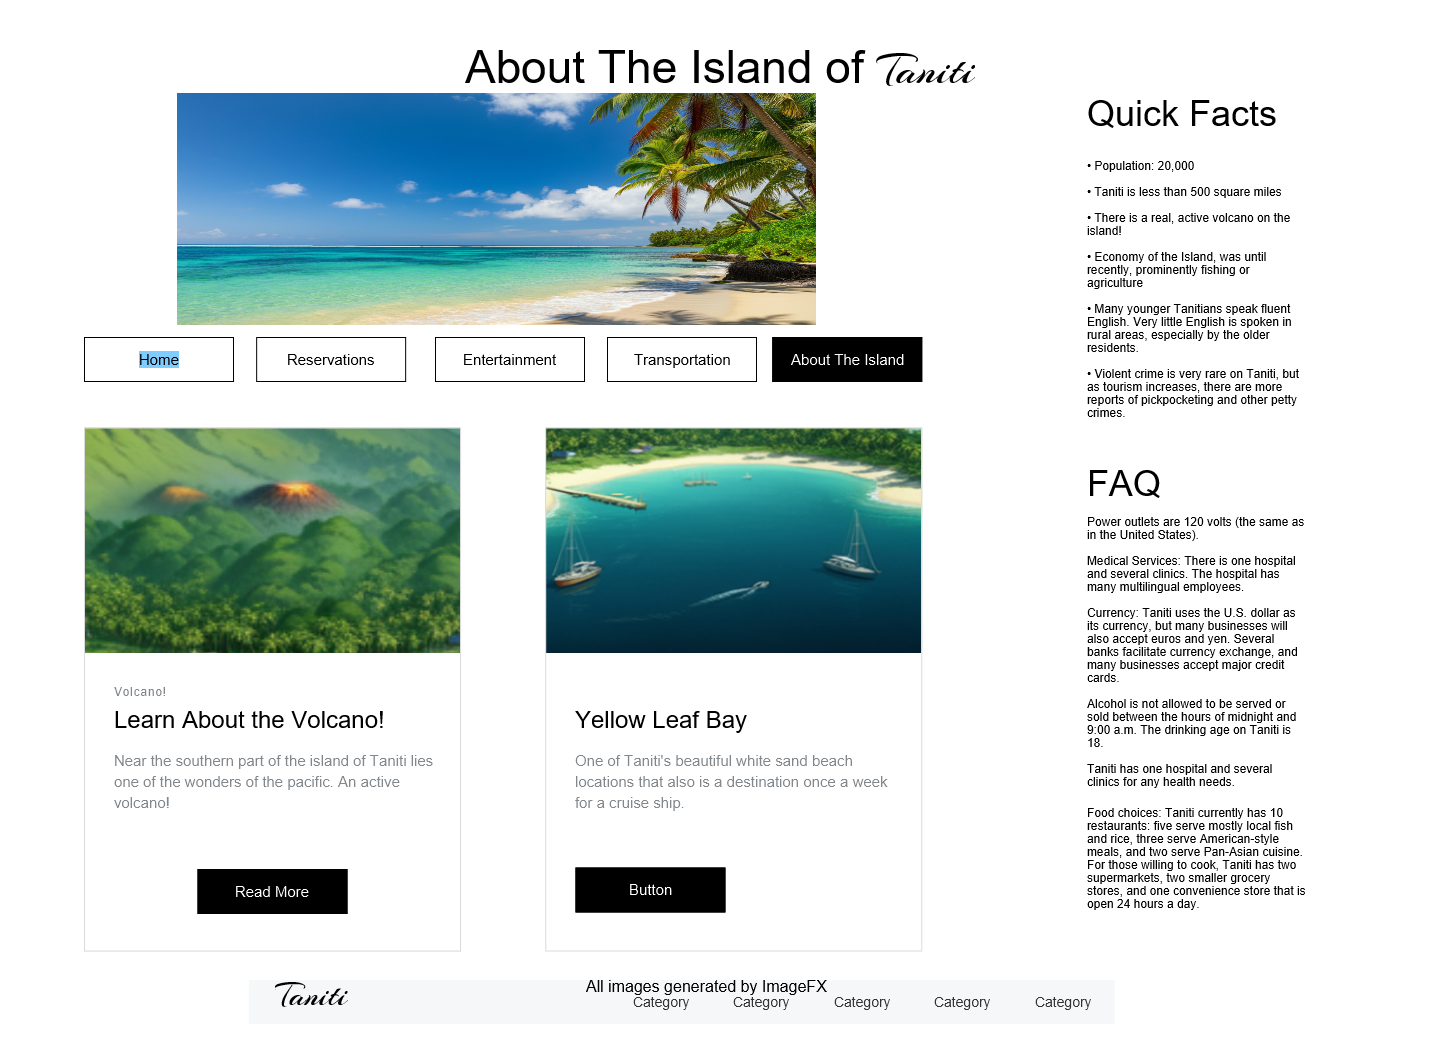 About The Island of Taniti
Home
Reservations
Entertainment
Transportation
About The Island
Volcano!
Learn About the Volcano!
Near the southern part of the island of Taniti lies
one of the wonders of the pacific. An active
volcano!
Read More
Yellow Leaf Bay
One of Taniti's beautiful white sand beach
locations that also is a destination once a week
for a cruise ship.
Button
Quick Facts
• Population: 20,000
• Taniti is less than 500 square miles
• There is a real, active volcano on the
island!
• Economy of the Island, was until
recently, prominently fishing or
agriculture
• Many younger Tanitians speak fluent
English. Very little English is spoken in
rural areas, especially by the older
residents.
• Violent crime is very rare on Taniti, but
as tourism increases, there are more
reports of pickpocketing and other petty
crimes.
FAQ
Power outlets are 120 volts (the same as
in the United States).
Medical Services: There is one hospital
and several clinics. The hospital has
many multilingual employees.
Currency: Taniti uses the U.S. dollar as
its currency, but many businesses will
also accept euros and yen. Several
banks facilitate currency exchange, and
many businesses accept major credit
cards.
Alcohol is not allowed to be served or
sold between the hours of midnight and
9:00 a.m. The drinking age on Taniti is
18.
Taniti has one hospital and several
clinics for any health needs.
Food choices: Taniti currently has 10
restaurants: five serve mostly local fish
and rice, three serve American-style
meals, and two serve Pan-Asian cuisine.
For those willing to cook, Taniti has two
supermarkets, two smaller grocery
stores, and one convenience store that is
open 24 hours a day.
Taniti
All images generated by ImageFX
Category
Category
Category
Category
Category